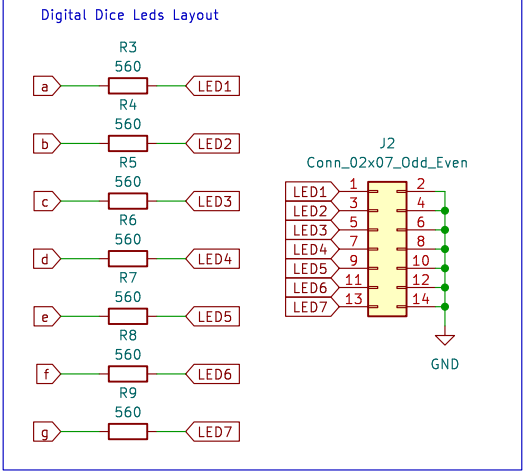 Digital Dice Leds Layout
R3
560
a
LED1
R4
560
b
LED2
R5
560
c
LED3
R6
560
d
LED4
R7
560
e
LED5
R8
560
f
LED6
R9
560
g
LED7
J2
Conn_02x07_Odd_Even
LED1 1 2
LED2 3 4
LED3 5 6
LED4 7 8
LED5 9 10
LED6 11 12
LED7 13 14
GND